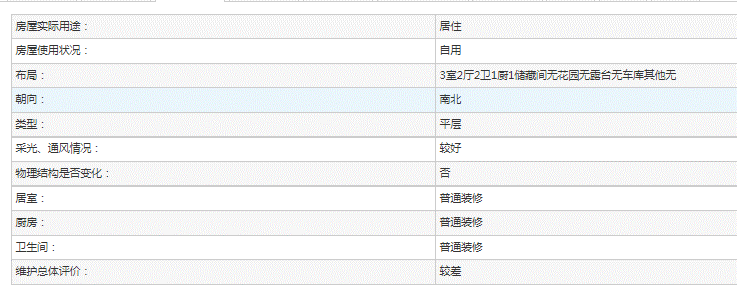 房屋实际用途：
居住
房屋使用状况：
自用
布局：
3室2厅2卫1厨1储藏间无花园无露台无车库其他无
朝向：
南北
类型：
平层
采光、通风情况：
较好
物理结构是否变化：
否
居室：
普通装修
厨房：
普通装修
卫生间：
普通装修
维护总体评价：
较差